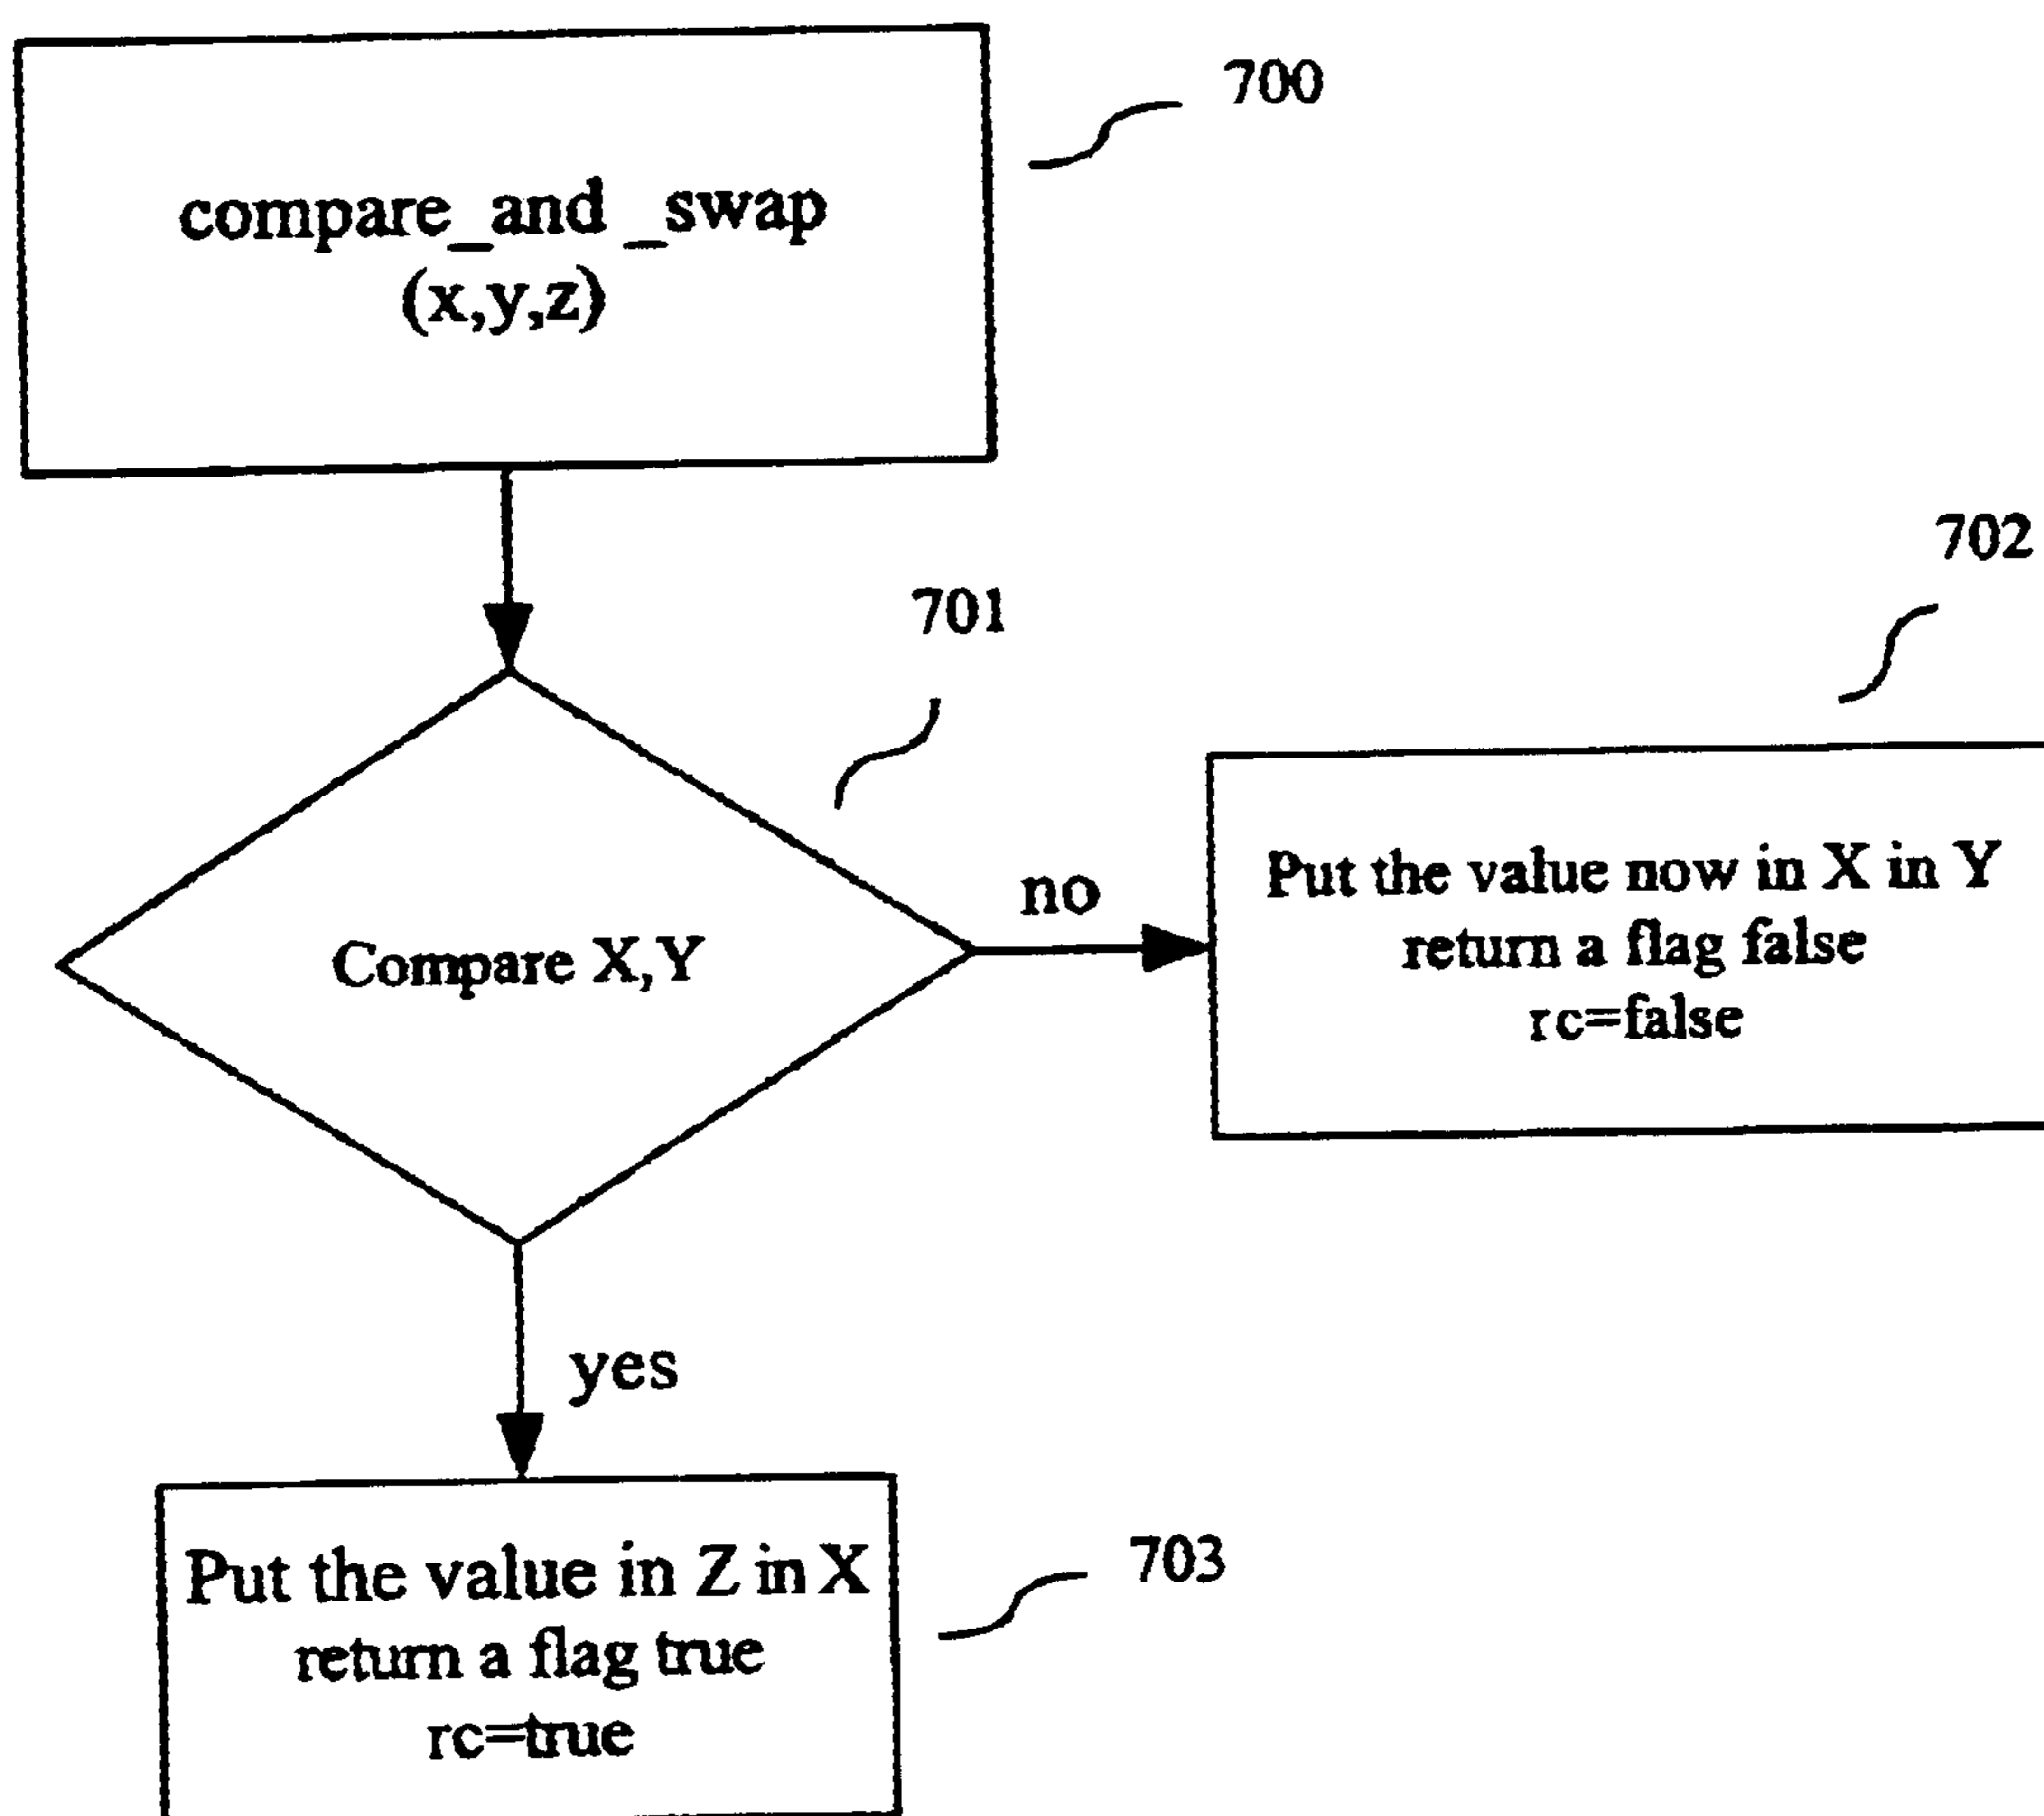 700
compare_and _swap
(x,y,z)
702
701
no
Put the value now in X in Y
return a flag false
rc=false
Compare X,Y
yes
Put the value in Z in X
return a flag true
rc=true
703